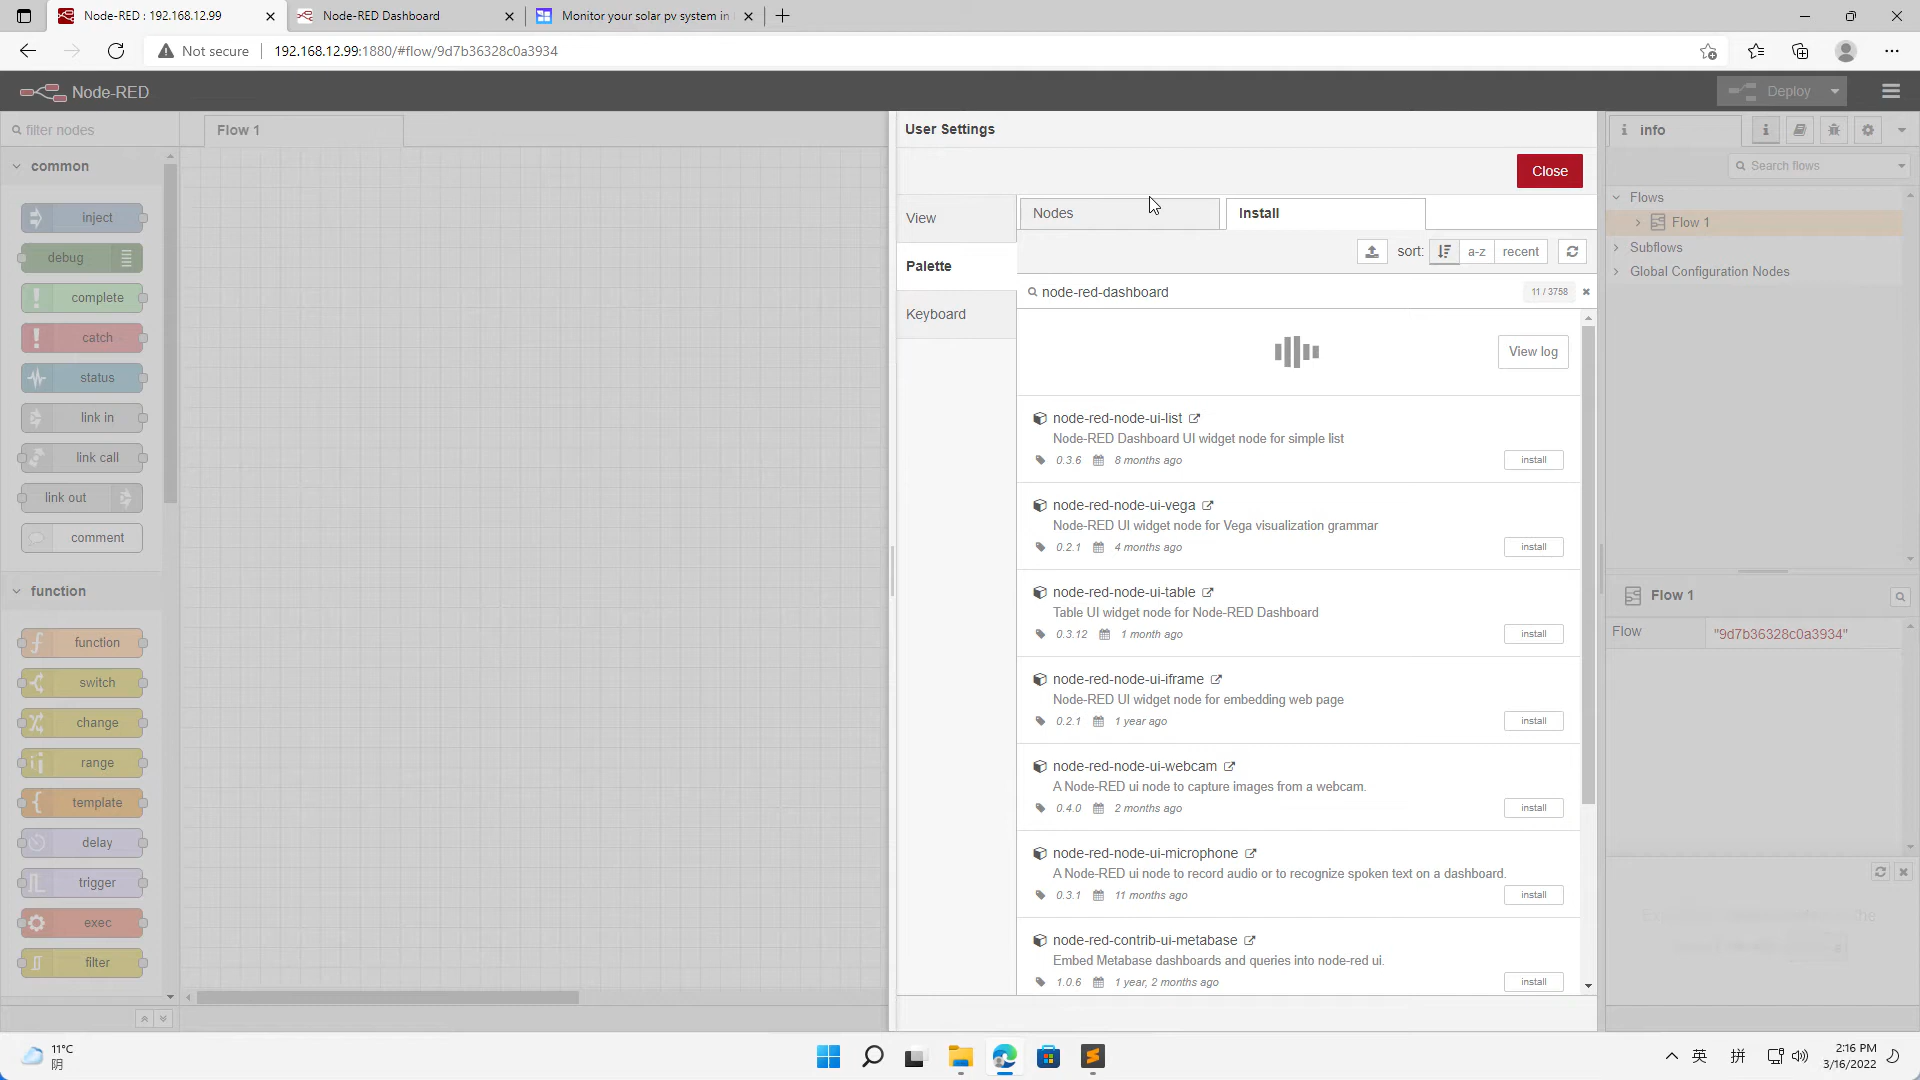 Node-RED : 192.168.12.99
Node-RED Dashboard
Monitor your solar pv system in
Not secure
192.168.12.99:1880/#flow/9d7b36328c0a3934
Node-RED
Deploy
filter nodes
common
inject
debug
complete
catch
status
link in
link call
link out
comment
function
function
switch
change
range
template
delay
trigger
exec
filter
Flow 1
User Settings
Close
View
Palette
Keyboard
Nodes
Install
sort:
a-z
recent
node-red-dashboard
11 / 3758
View log
node-red-node-ui-list
Node-RED Dashboard UI widget node for simple list
0.3.6 8 months ago
install
node-red-node-ui-vega
Node-RED UI widget node for Vega visualization grammar
0.2.1 4 months ago
install
node-red-node-ui-table
Table UI widget node for Node-RED Dashboard
0.3.12 1 month ago
install
node-red-node-ui-iframe
Node-RED UI widget node for embedding web page
0.2.1 1 year ago
install
node-red-node-ui-webcam
A Node-RED ui node to capture images from a webcam.
0.4.0 2 months ago
install
node-red-node-ui-microphone
A Node-RED ui node to record audio or to recognize spoken text on a dashboard.
0.3.1 11 months ago
install
node-red-contrib-ui-metabase
Embed Metabase dashboards and queries into node-red ui.
1.0.6 1 year, 2 months ago
install
info
Search flows
Flows
Flow 1
Subflows
Global Configuration Nodes
Flow 1
Flow
"9d7b36328c0a3934"
11°C
阴
英
拼
2:16 PM
3/16/2022